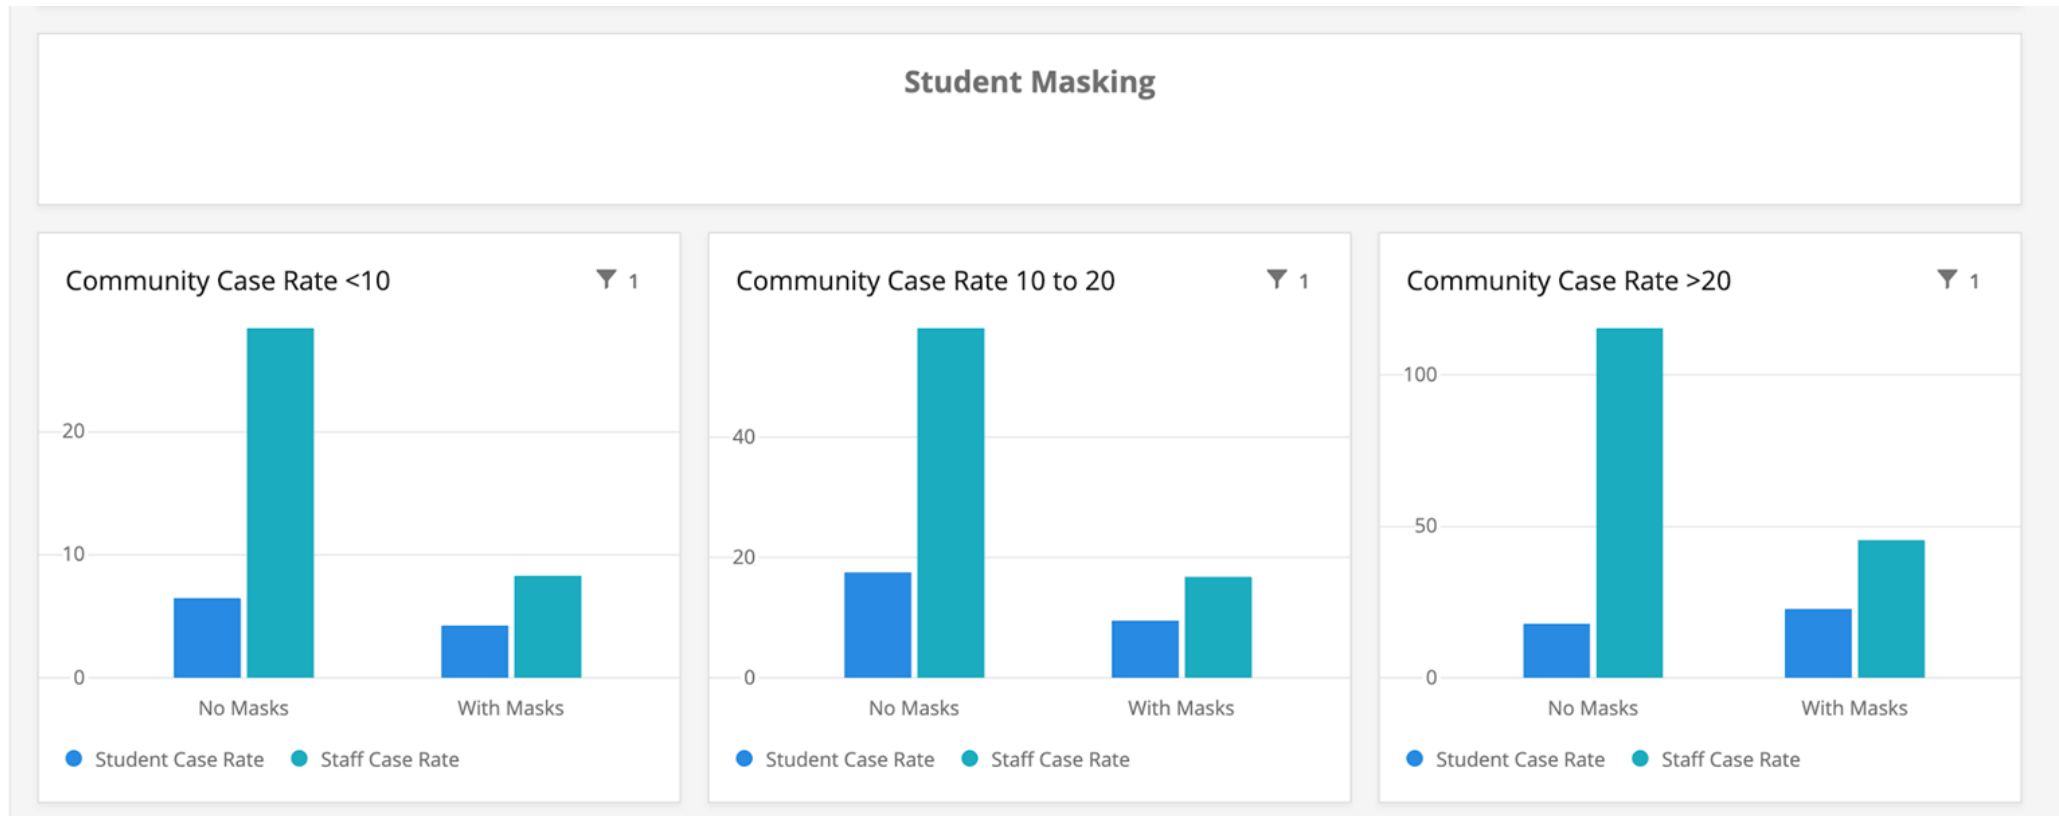 Student Masking
Community Case Rate <10
1
20
10
0
No Masks
With Masks
Student Case Rate
Staff Case Rate
Community Case Rate 10 to 20
1
40
20
0
No Masks
With Masks
Student Case Rate
Staff Case Rate
Community Case Rate >20
1
100
50
0
No Masks
With Masks
Student Case Rate
Staff Case Rate